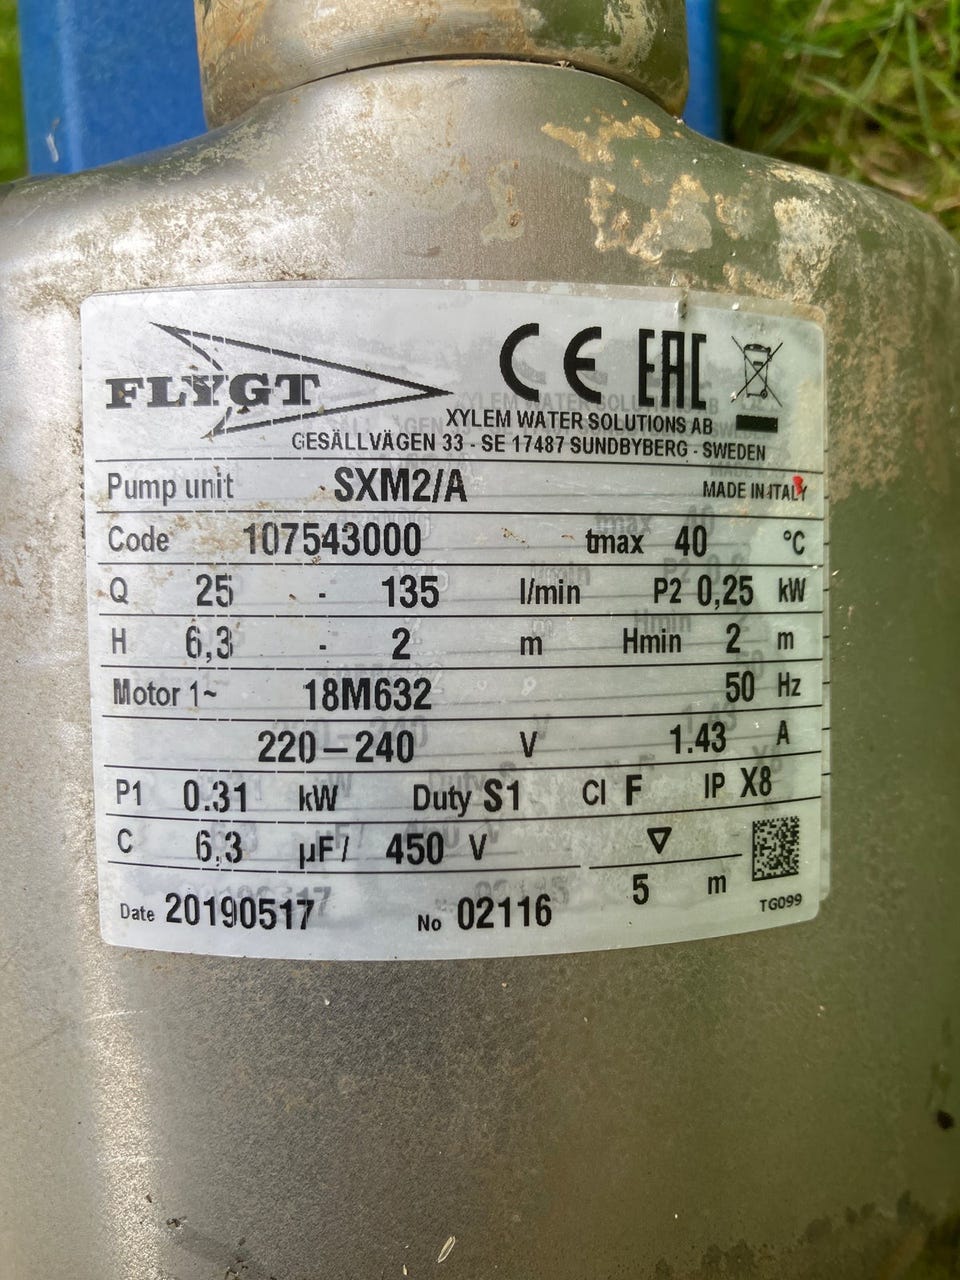 FLYGT CE EAC
XYLEM WATER SOLUTIONS AB
GESÄLLVÄGEN 33 - SE 17487 SUNDBYBERG - SWEDEN
Pump unit SXM2/A MADE IN ITALY
Code 107543000 tmax 40 °C
Q 25 - 135 l/min P2 0,25 kW
H 6,3 - 2 m Hmin 2 m
Motor 1~ 18M632 50 Hz
220-240 V 1.43 A
P1 0.31 kW Duty S1 Cl F IP X8
C 6,3 µF/ 450 V
5 m
TG099
Date 20190517 No 02116